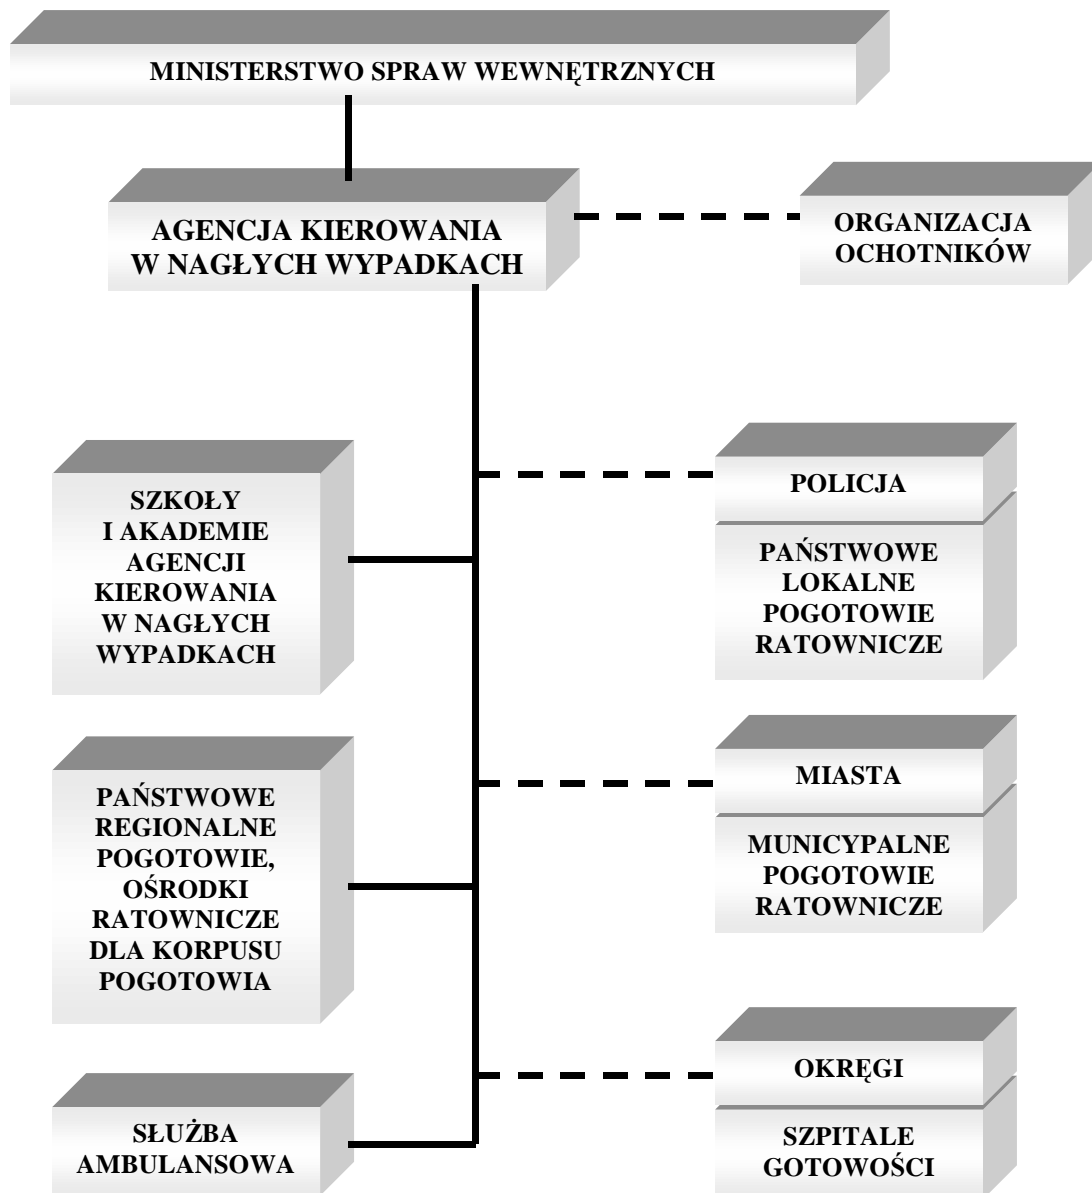 MINISTERSTWO SPRAW WEWNĘTRZNYCH
AGENCJA KIEROWANIA
W NAGŁYCH WYPADKACH
ORGANIZACJA
OCHOTNIKÓW
SZKOŁY
I AKADEMIE
AGENCJI
KIEROWANIA
W NAGŁYCH
WYPADKACH
POLICJA
PAŃSTWOWE
LOKALNE
POGOTOWIE
RATOWNICZE
PAŃSTWOWE
REGIONALNE
POGOTOWIE,
OŚRODKI
RATOWNICZE
DLA KORPUSU
POGOTOWIA
MIASTA
MUNICYPALNE
POGOTOWIE
RATOWNICZE
SŁUŻBA
AMBULANSOWA
OKRĘGI
SZPITALE
GOTOWOŚCI